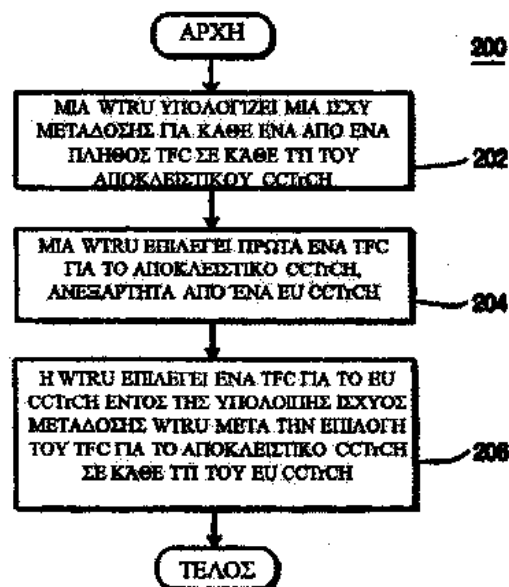 ΑΡΧΗ
200
ΜΙΑ WTRU ΥΠΟΛΟΓΙΖΕΙ ΜΙΑ ΙΣΧΥ
ΜΕΤΑΔΟΣΗΣ ΓΙΑ ΚΑΘΕ ΕΝΑ ΑΠΟ ΕΝΑ
ΠΛΗΘΟΣ TFC ΣΕ ΚΑΘΕ ΤΤΙ ΤΟΥ
ΑΠΟΚΛΕΙΣΤΙΚΟΥ CCTrCH
202
ΜΙΑ WTRU ΕΠΙΛΕΓΕΙ ΠΡΩΤΑ ΕΝΑ TFC
ΓΙΑ ΤΟ ΑΠΟΚΛΕΙΣΤΙΚΟ CCTrCH,
ΑΝΕΞΑΡΤΗΤΑ ΑΠΟ ΈΝΑ EU CCTrCH
204
Η WTRU ΕΠΙΛΕΓΕΙ ΕΝΑ TFC ΓΙΑ ΤΟ EU
CCTrCH ΕΝΤΟΣ ΤΗΣ ΥΠΟΛΟΙΠΗΣ ΙΣΧΥΟΣ
ΜΕΤΑΔΟΣΗΣ WTRU ΜΕΤΑ ΤΗΝ ΕΠΙΛΟΓΗ
ΤΟΥ TFC ΓΙΑ ΤΟ ΑΠΟΚΛΕΙΣΤΙΚΟ CCTrCH
ΣΕ ΚΑΘΕ ΤΤΙ ΤΟΥ EU CCTrCH
206
ΤΕΛΟΣ